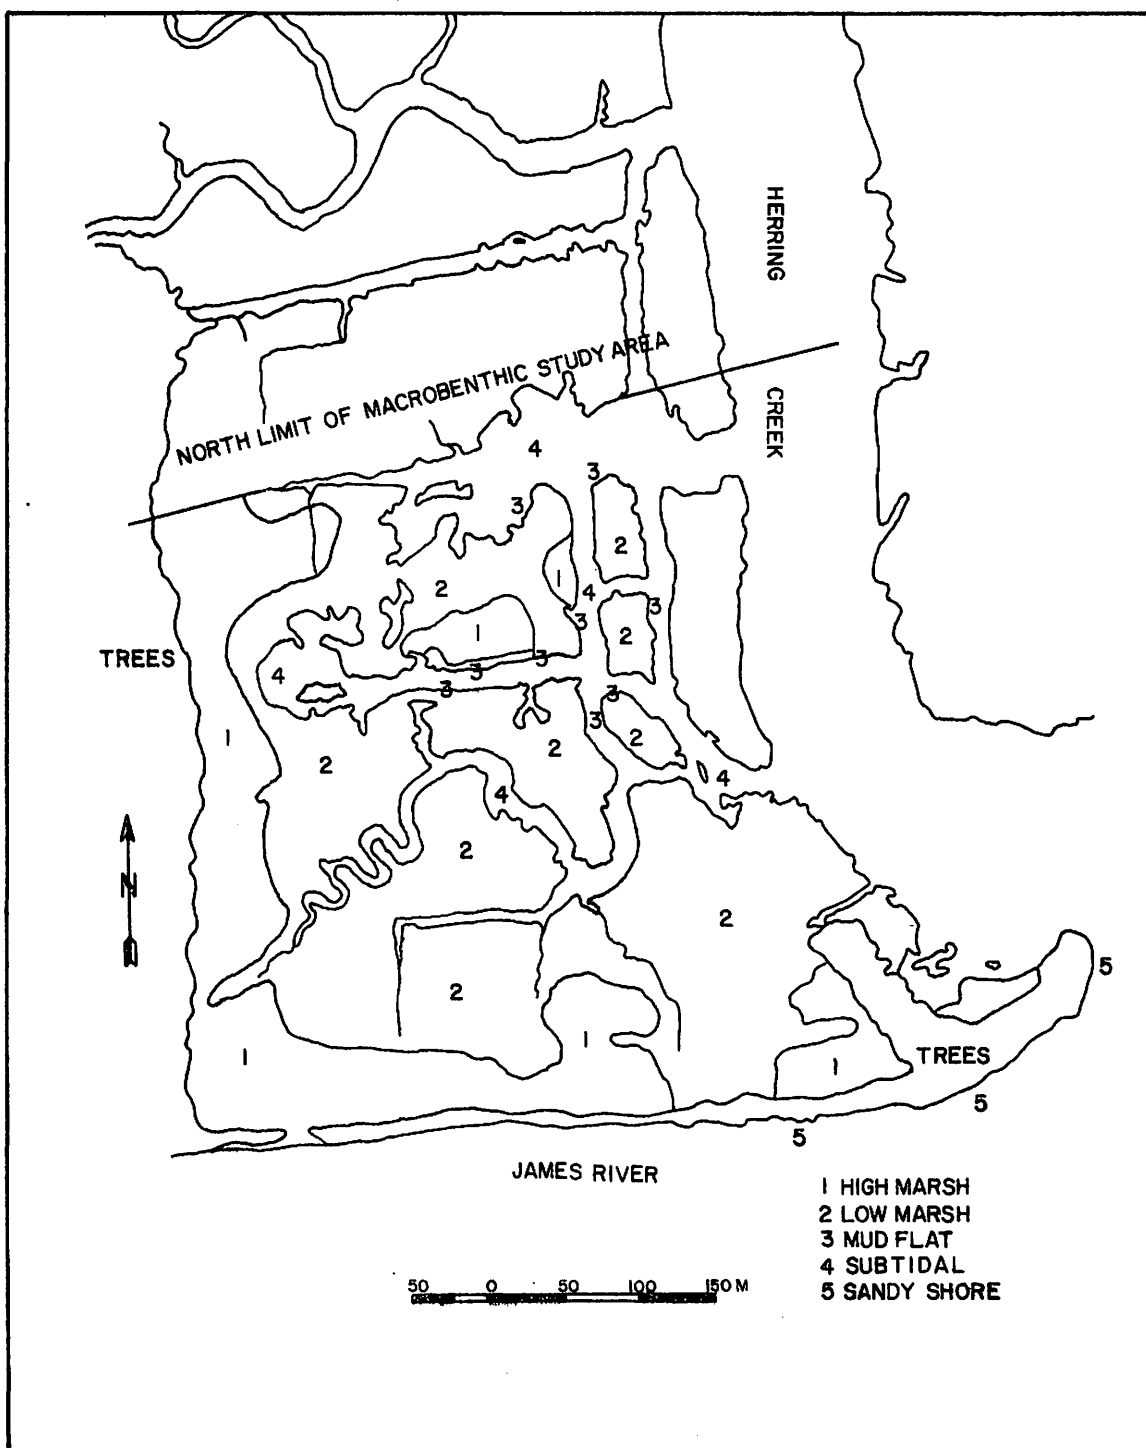 HERRING
NORTH LIMIT OF MACROBENTHIC STUDY AREA
CREEK
4
3
3
2
1
2
4
3
3
1
2
TREES
3
4
3
3
3
3
1
2
2
2
4
4
2
N
2
5
2
1
1
TREES
1
5
5
JAMES RIVER
1 HIGH MARSH
2 LOW MARSH
3 MUD FLAT
4 SUBTIDAL
5 SANDY SHORE
50 0 50 100 150 M